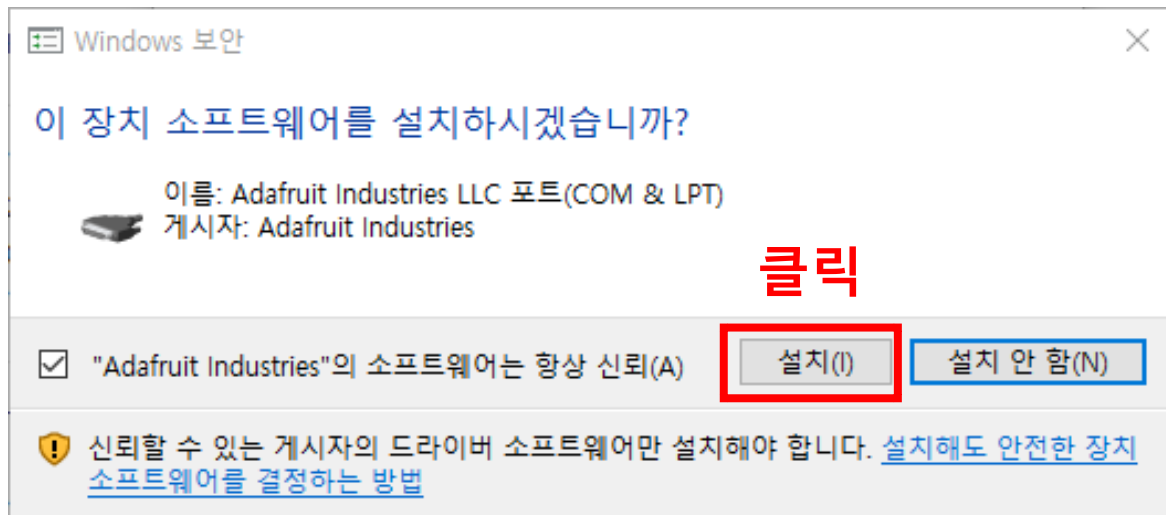 Windows 보안
이 장치 소프트웨어를 설치하시겠습니까?
이름: Adafruit Industries LLC 포트(COM & LPT)
게시자: Adafruit Industries
클릭
"Adafruit Industries"의 소프트웨어는 항상 신뢰(A) 설치(I) 설치 안 함(N)
신뢰할 수 있는 게시자의 드라이버 소프트웨어만 설치해야 합니다. 설치해도 안전한 장치
소프트웨어를 결정하는 방법